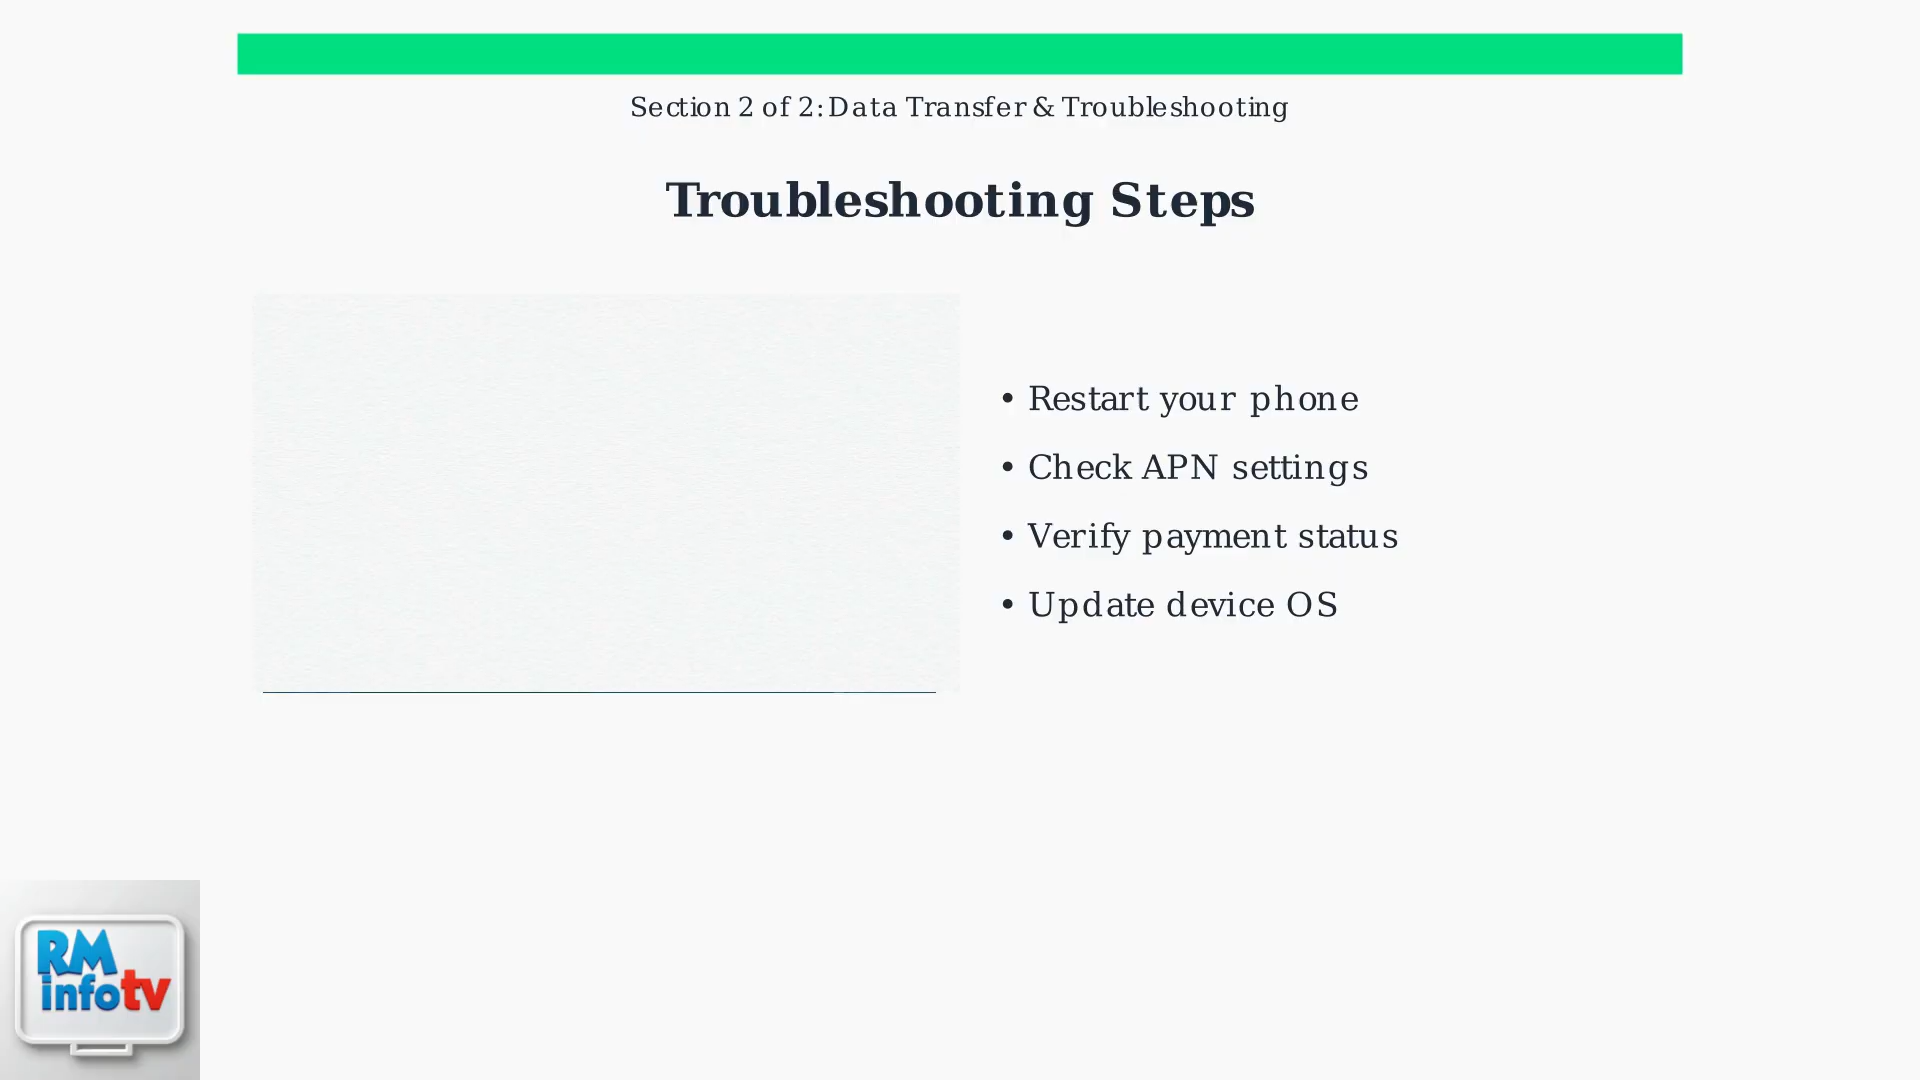 Section 2 of 2: Data Transfer & Troubleshooting
Troubleshooting Steps
• Restart your phone
• Check APN settings
• Verify payment status
• Update device OS
RM
infotv